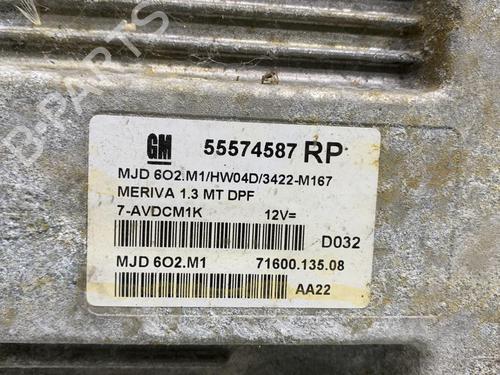 B-PARTS
GM 55574587 RP
MJD 6O2.M1/HW04D/3422-M167
MERIVA 1.3 MT DPF
7-AVDCM1K 12V=
D032
MJD 6O2.M1 71600.135.08
AA22